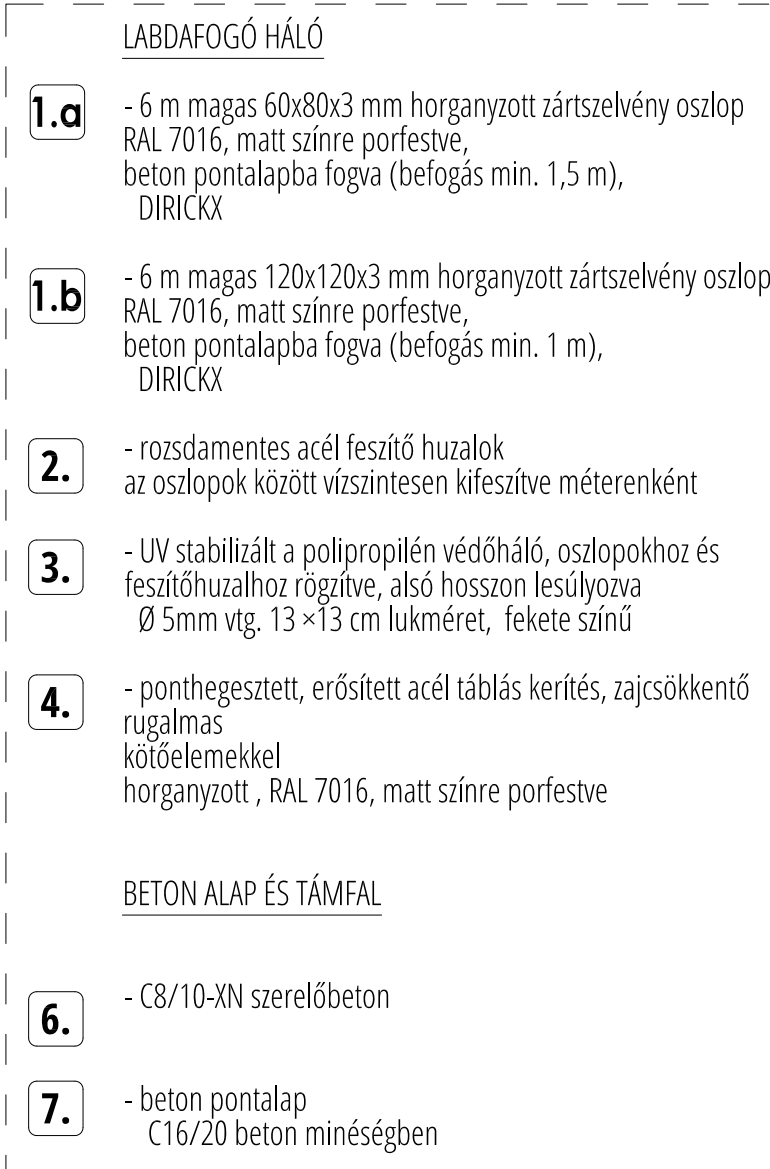 LABDAFOGÓ HÁLÓ
1.a
- 6 m magas 60x80x3 mm horganyzott zártszelvény oszlop
RAL 7016, matt színre porfestve,
beton pontalapba fogva (befogás min. 1,5 m),
DIRICKX
1.b
- 6 m magas 120x120x3 mm horganyzott zártszelvény oszlop
RAL 7016, matt színre porfestve,
beton pontalapba fogva (befogás min. 1 m),
DIRICKX
2.
- rozsdamentes acél feszítő huzalok
az oszlopok között vízszintesen kifeszítve méterenként
3.
- UV stabilizált a polipropilén védőháló, oszlopokhoz és
feszítőhuzalhoz rögzítve, alsó hosszon lesúlyozva
Ø 5mm vtg. 13 ×13 cm lukméret, fekete színű
4.
- ponthegesztett, erősített acél táblás kerítés, zajcsökkentő
rugalmas
kötőelemekkel
horganyzott , RAL 7016, matt színre porfestve
BETON ALAP ÉS TÁMFAL
6.
- C8/10-XN szerelőbeton
7.
- beton pontalap
C16/20 beton minéségben